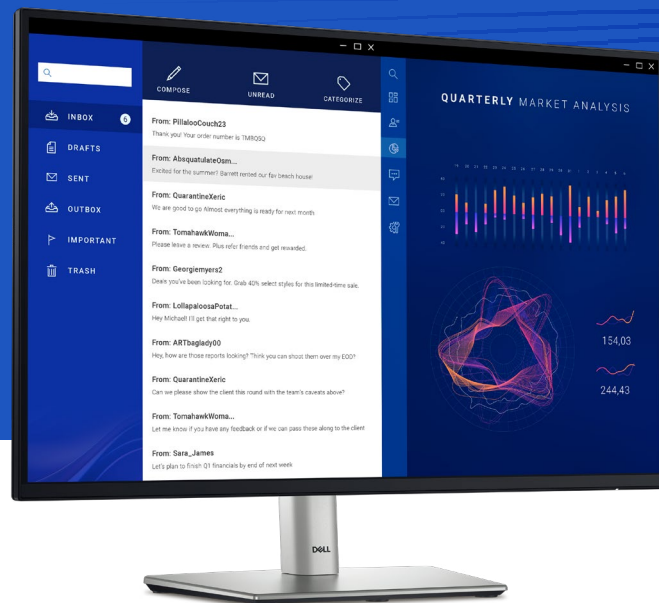 COMPOSE
UNREAD
CATEGORIZE
INBOX 6
DRAFTS
SENT
OUTBOX
IMPORTANT
TRASH
From: PillalooCouch23
Thank you! Your order number is TM8QSQ
From: AbsquatulateOsm...
Excited for the summer? Barrett rented our fav beach house!
From: QuarantineXeric
We are good to go Almost everything is ready for next month
From: TomahawkWoma...
Please leave a review. Plus refer friends and get rewarded.
From: Georgiemyers2
Deals you've been looking for. Grab 40% select styles for this limited-time sale.
From: LollapaloosaPotat...
Hey Michael! I'll get that right to you
From: ARTbaglady00
Hey, how are those reports looking? Think you can shoot them over my EOD?
From: QuarantineXeric
Can we please show the client this round with the team's caveats above?
From: TomahawkWoma...
Let me know if you have any feedback or if we can pass these along to the client
From: Sara_James
Let's plan to finish Q1 financials by end of next week
QUARTERLY MARKET ANALYSIS
154,03
244,43
DELL